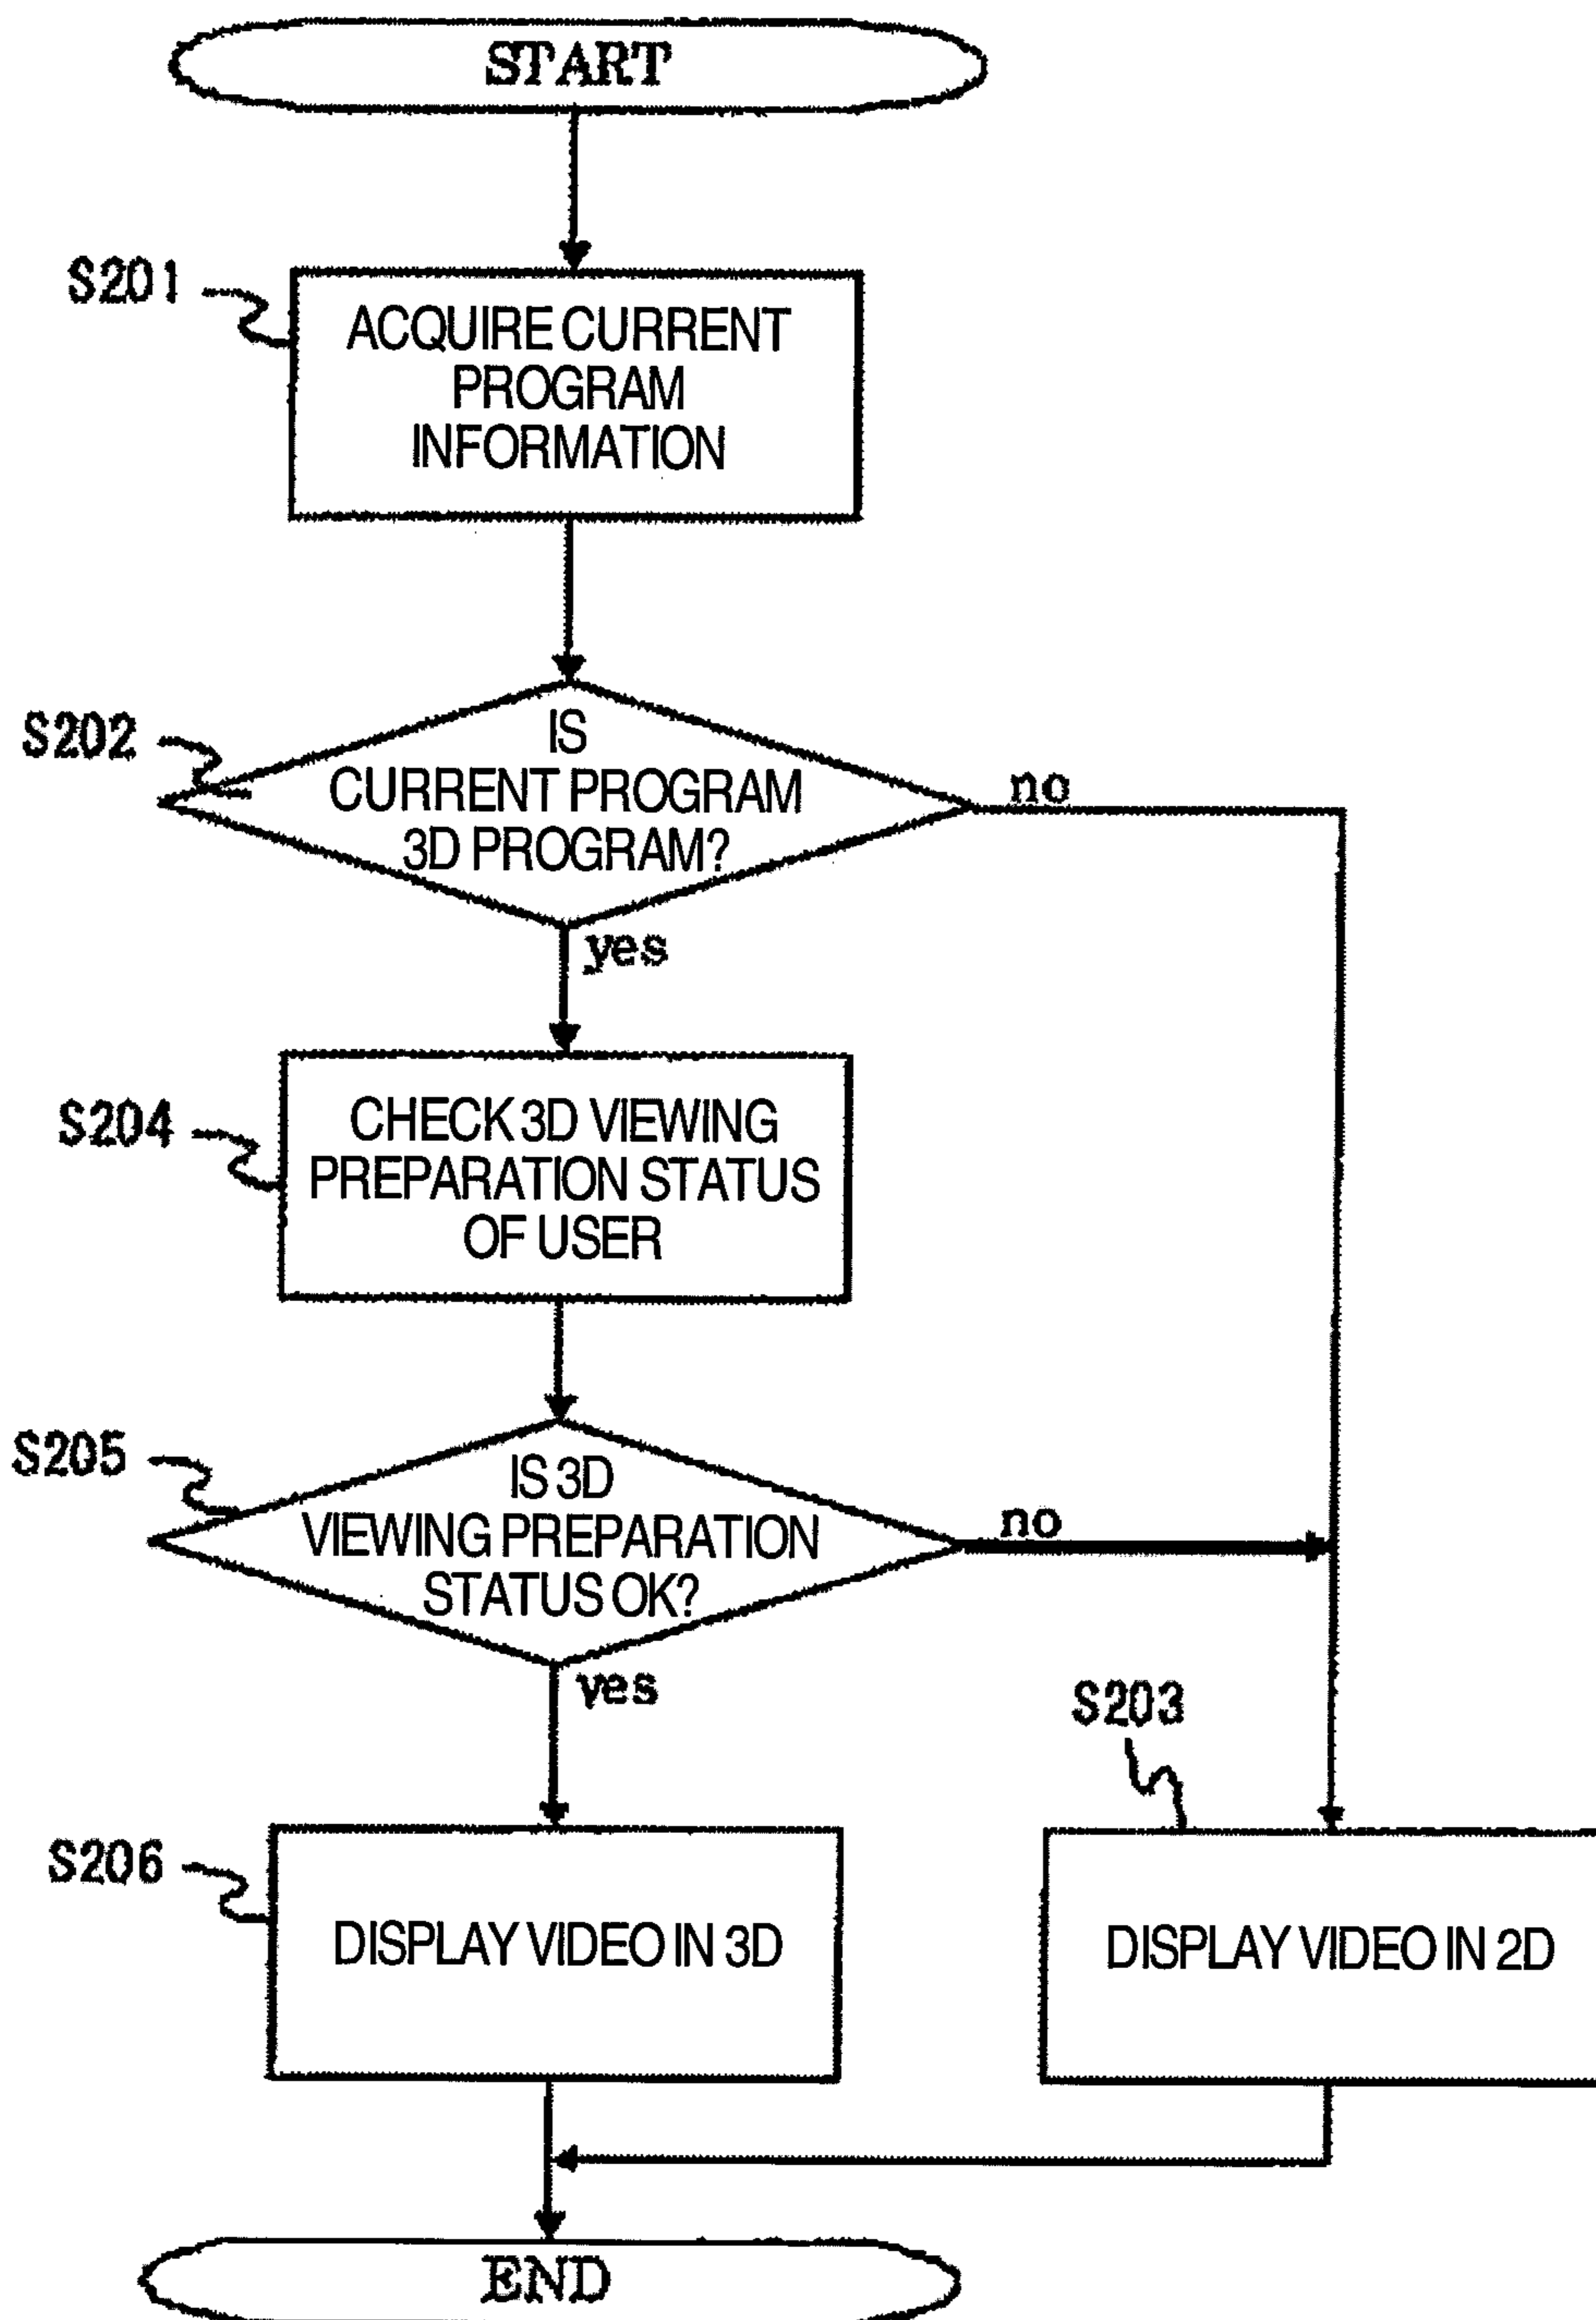 START
S201
ACQUIRE CURRENT
PROGRAM
INFORMATION
S202
IS
CURRENT PROGRAM
3D PROGRAM?
no
yes
S204
CHECK 3D VIEWING
PREPARATION STATUS
OF USER
S205
IS 3D
VIEWING PREPARATION
STATUS OK?
no
yes
S203
S206
DISPLAY VIDEO IN 3D
DISPLAY VIDEO IN 2D
END